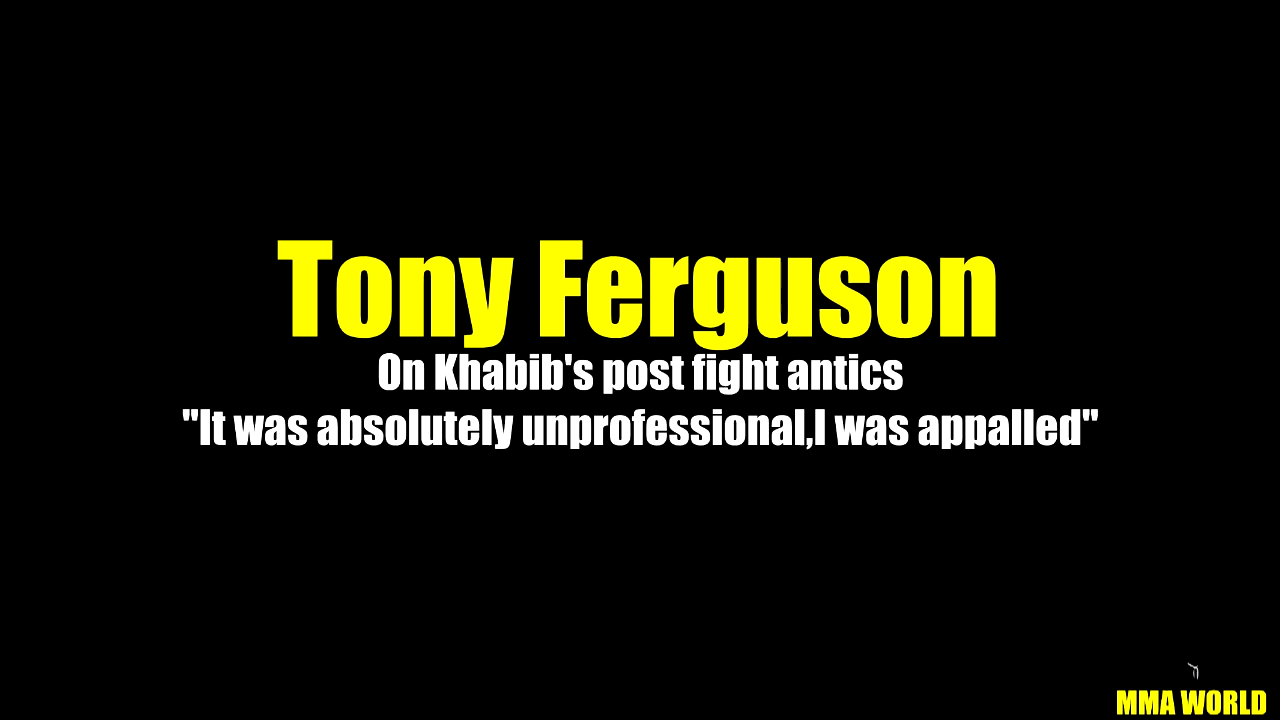 Tony Ferguson
On Khabib's post fight antics
"It was absolutely unprofessional,I was appalled"
MMA WORLD